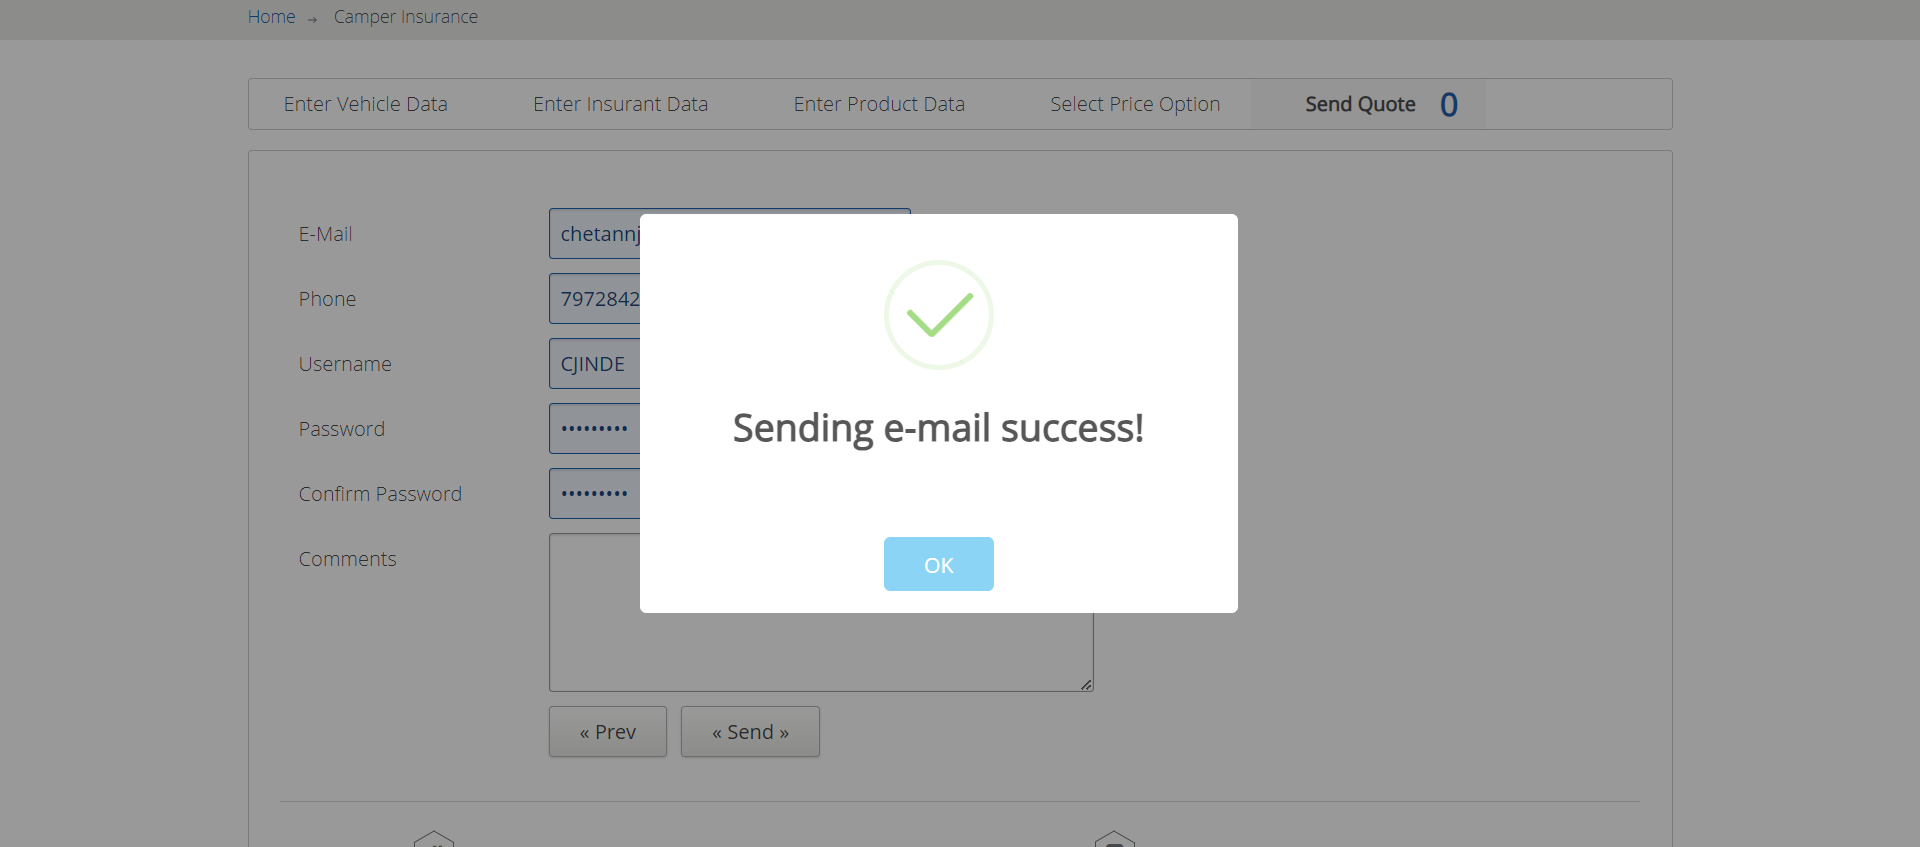 Home → Camper Insurance
Enter Vehicle Data Enter Insurant Data Enter Product Data Select Price Option Send Quote 0
E-Mail chetannj
Phone 7972842
Username CJINDE
Password •••••••••
Confirm Password •••••••••
Comments
Sending e-mail success!
OK
« Prev « Send »